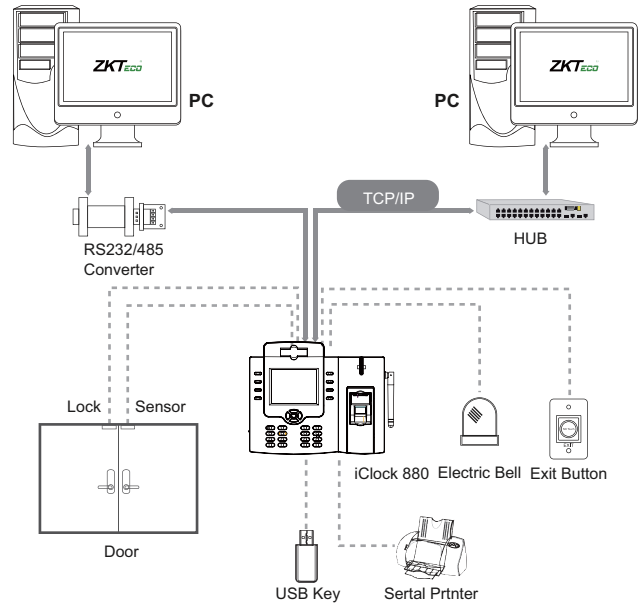 ZKTECO
ZKTECO
PC
PC
TCP/IP
HUB
RS232/485
Converter
Lock Sensor
iClock 880 Electric Bell Exit Button
Door
USB Key Sertal Prtnter